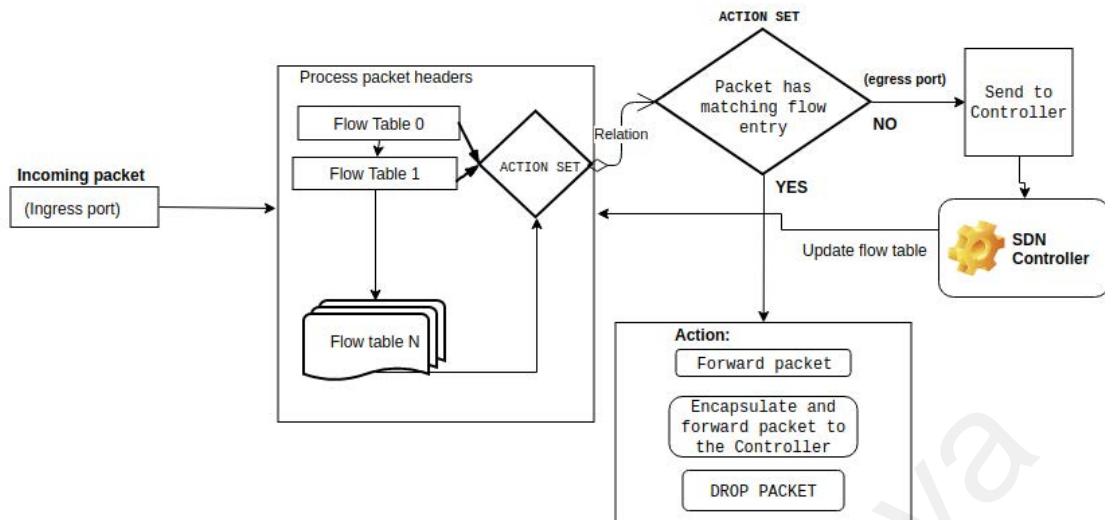 ACTION SET
Process packet headers
Flow Table 0
Flow Table 1
ACTION SET
Flow table N
Incoming packet
(Ingress port)
Relation
Packet has
matching flow
entry
(egress port)
NO
YES
Send to
Controller
SDN
Controller
Update flow table
Action:
Forward packet
Encapsulate and
forward packet to
the Controller
DROP PACKET